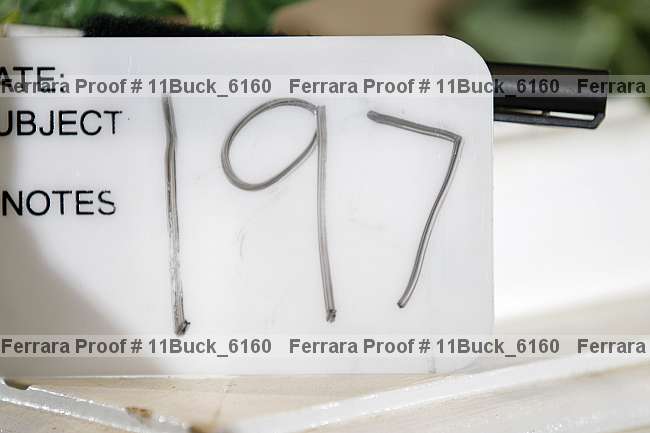 ATE:
Ferrara Proof # 11Buck_6160 Ferrara Proof # 11Buck_6160 Ferrara
UBJECT
197
NOTES
Ferrara Proof # 11Buck_6160 Ferrara Proof # 11Buck_6160 Ferrara